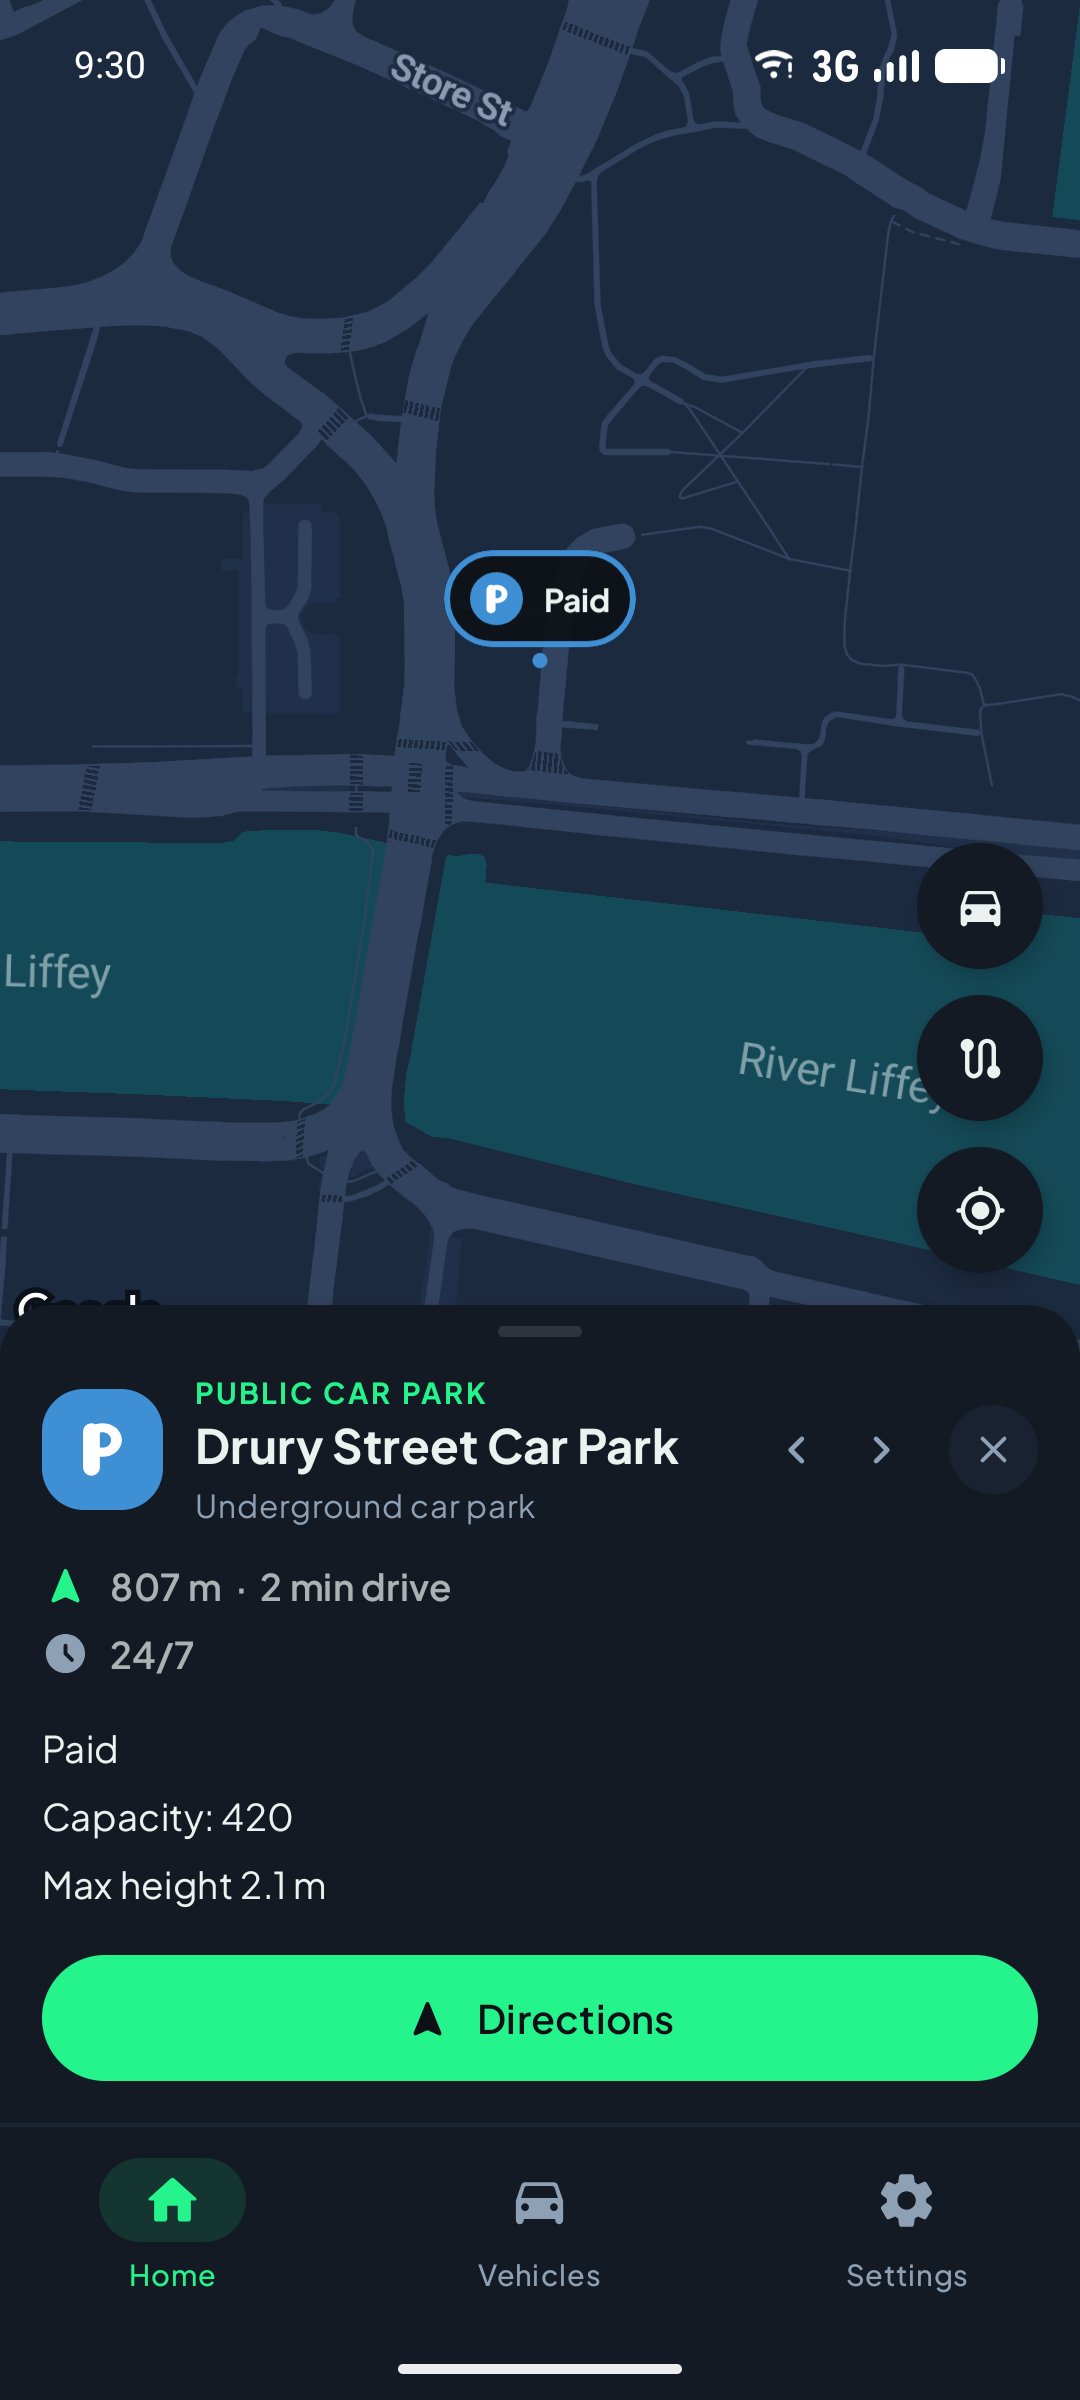 9:30
3G
Store St
Paid
Liffey
River Liffey
PUBLIC CAR PARK
Drury Street Car Park
Underground car park
807 m · 2 min drive
24/7
Paid
Capacity: 420
Max height 2.1 m
Directions
Home
Vehicles
Settings